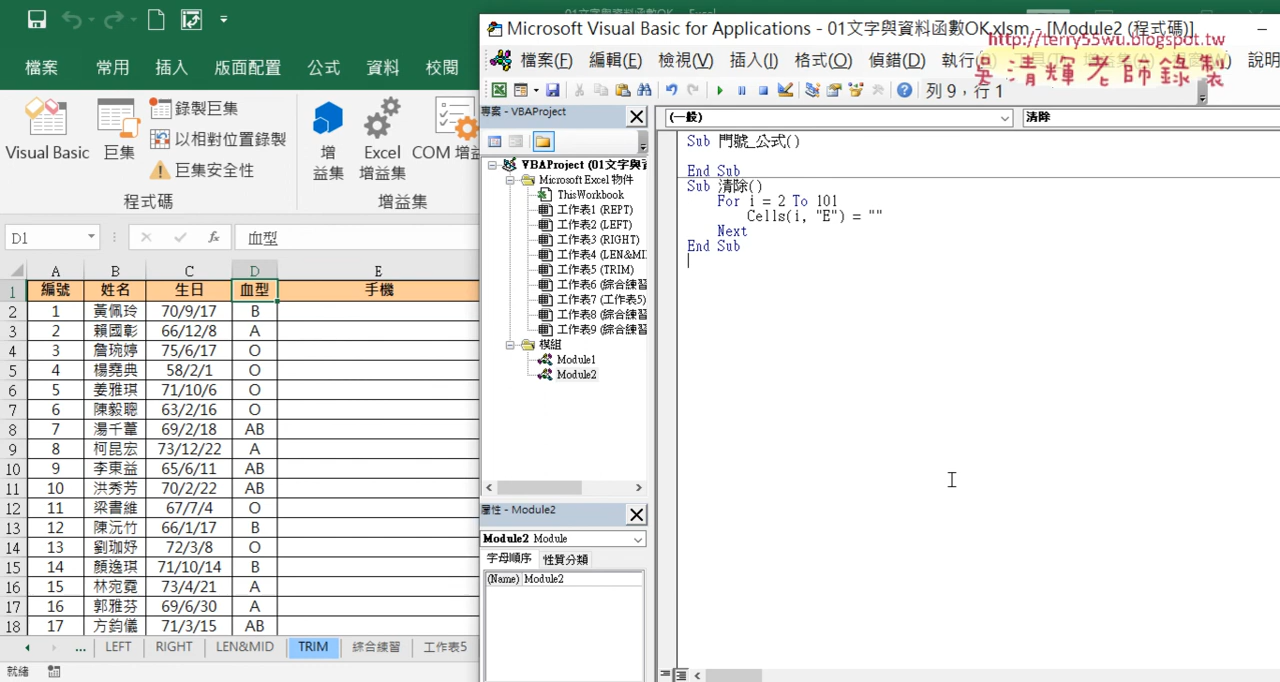 01文字與資料函數OK.xlsm - Excel
檔案 常用 插入 版面配置 公式 資料 校閱
Visual Basic
巨集
錄製巨集
以相對位置錄製
巨集安全性
增
益集
Excel
增益集
COM 增益
程式碼
增益集
D1
fx
血型
A B C D E
1 編號 姓名 生日 血型 手機
2 1 黃佩玲 70/9/17 B
3 2 賴國彰 66/12/8 A
4 3 詹琬婷 75/6/17 O
5 4 楊堯典 58/2/1 O
6 5 姜雅琪 71/10/6 O
7 6 陳毅聰 63/2/16 O
8 7 湯千蕙 69/2/18 AB
9 8 柯昆宏 73/12/22 A
10 9 李東益 65/6/11 AB
11 10 洪秀芳 70/2/22 AB
12 11 梁書維 67/7/4 O
13 12 陳沅竹 66/1/17 B
14 13 劉珈妤 72/3/8 O
15 14 顏逸琪 71/10/14 B
16 15 林宛霓 73/4/21 A
17 16 郭雅芬 69/6/30 A
18 17 方鈞儀 71/3/15 AB
... LEFT RIGHT LEN&MID TRIM 綜合練習 工作表5
就緒
Microsoft Visual Basic for Applications - 01文字與資料函數OK.xlsm - [Module2 (程式碼)]
http://terry55wu.blogspot.tw
吳清輝老師錄製
檔案(F) 編輯(E) 檢視(V) 插入(I) 格式(O) 偵錯(D) 執行 說明
列 9, 行 1
專案 - VBAProject
VBAProject (01文字與資
Microsoft Excel 物件
ThisWorkbook
工作表1 (REPT)
工作表2 (LEFT)
工作表3 (RIGHT)
工作表4 (LEN&MI
工作表5 (TRIM)
工作表6 (綜合練習
工作表7 (工作表5)
工作表8 (綜合練習
工作表9 (綜合練習
模組
Module1
Module2
屬性 - Module2
Module2 Module
字母順序 性質分類
(Name) Module2
(一般)
清除
Sub 門號_公式()
End Sub
Sub 清除()
For i = 2 To 101
Cells(i, "E") = ""
Next
End Sub